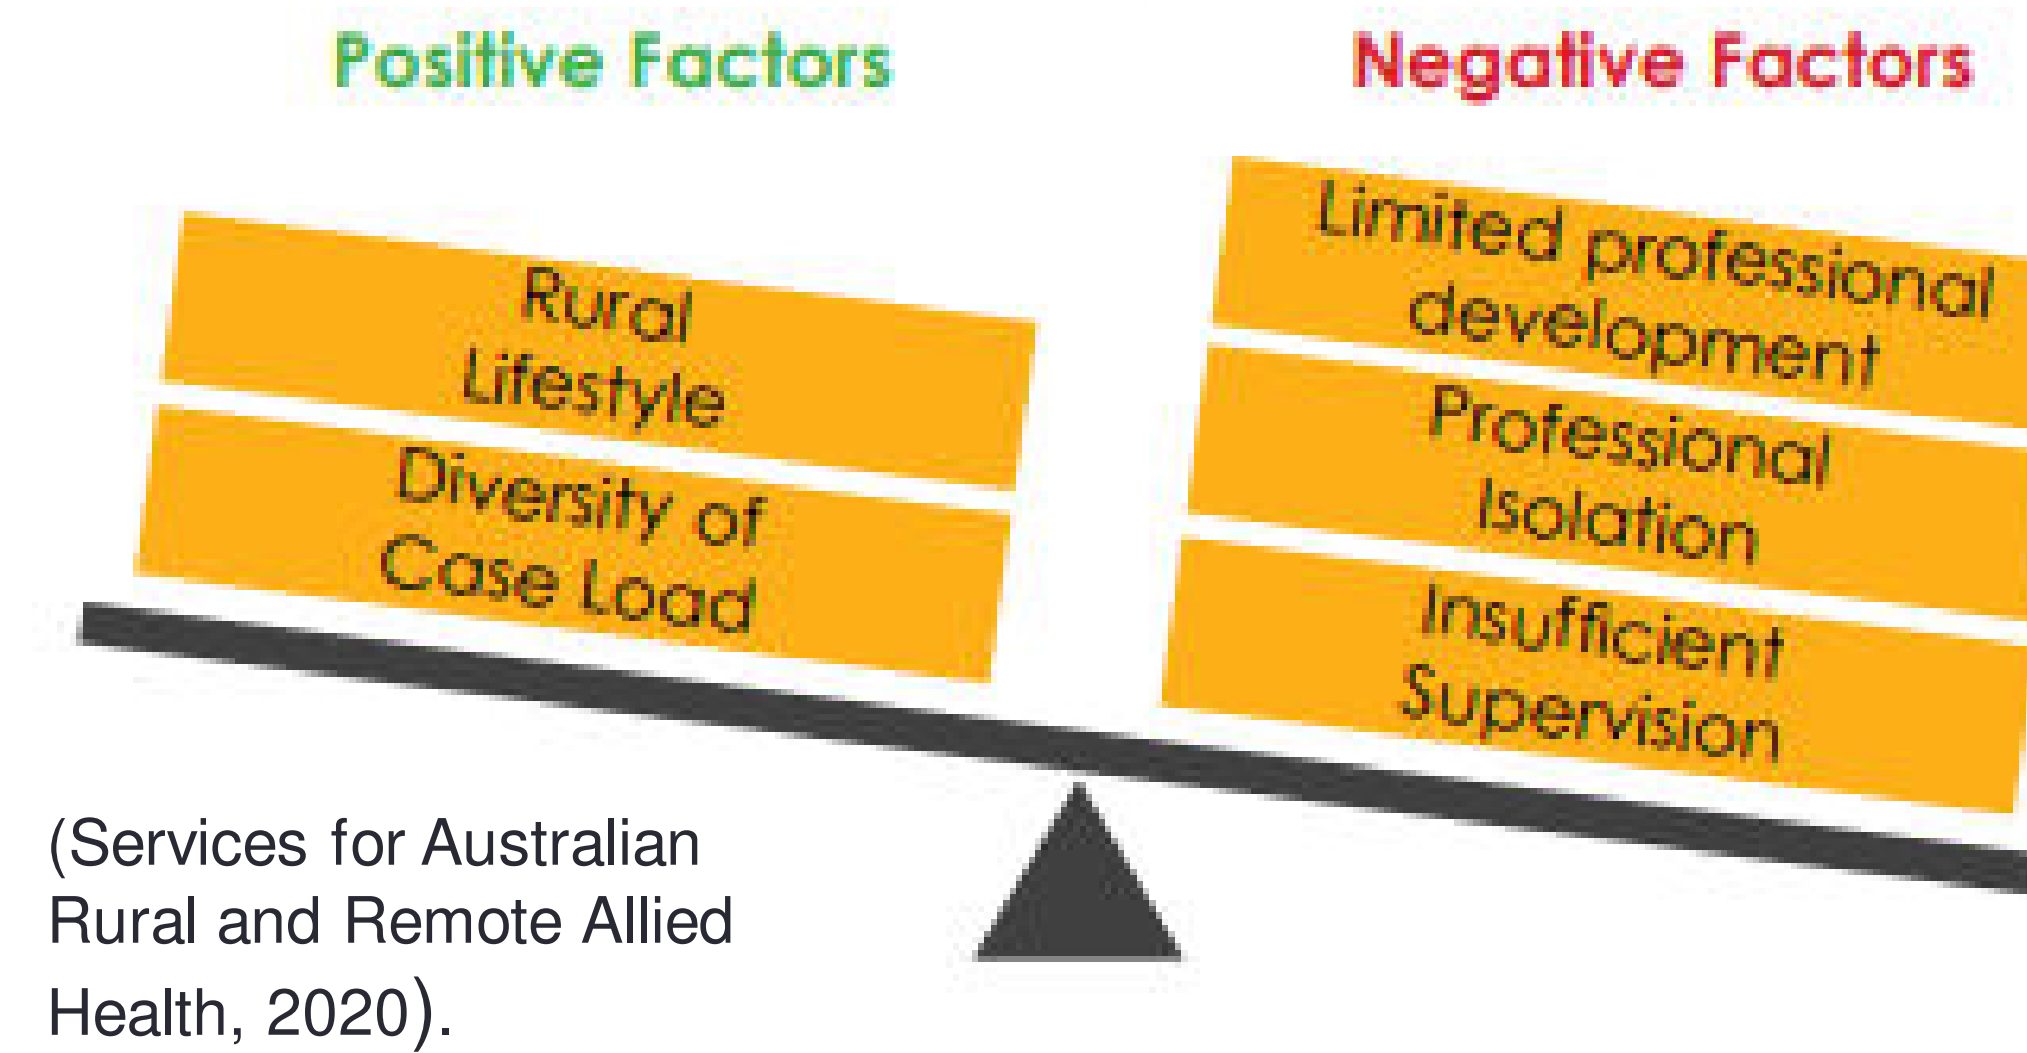 Positive Factors
Negative Factors
Rural
Lifestyle
Diversity of
Case Load
Limited professional
development
Professional
Isolation
Insufficient
Supervision
(Services for Australian
Rural and Remote Allied
Health, 2020).